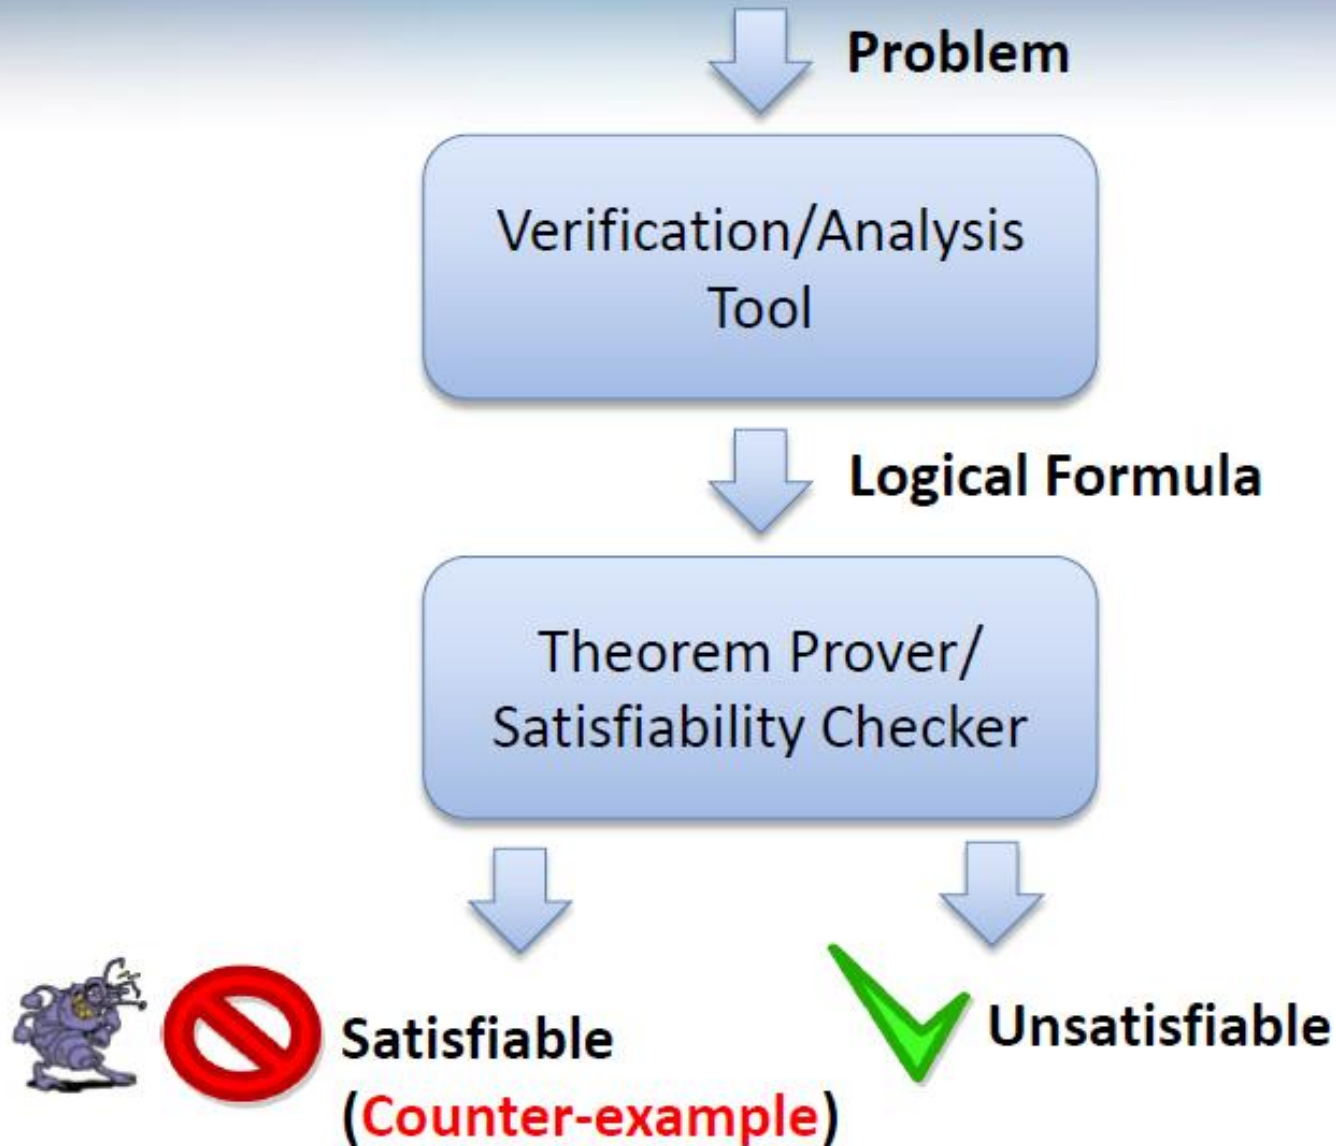 Problem
Verification/Analysis
Tool
Logical Formula
Theorem Prover/
Satisfiability Checker
Satisfiable
(Counter-example)
Unsatisfiable